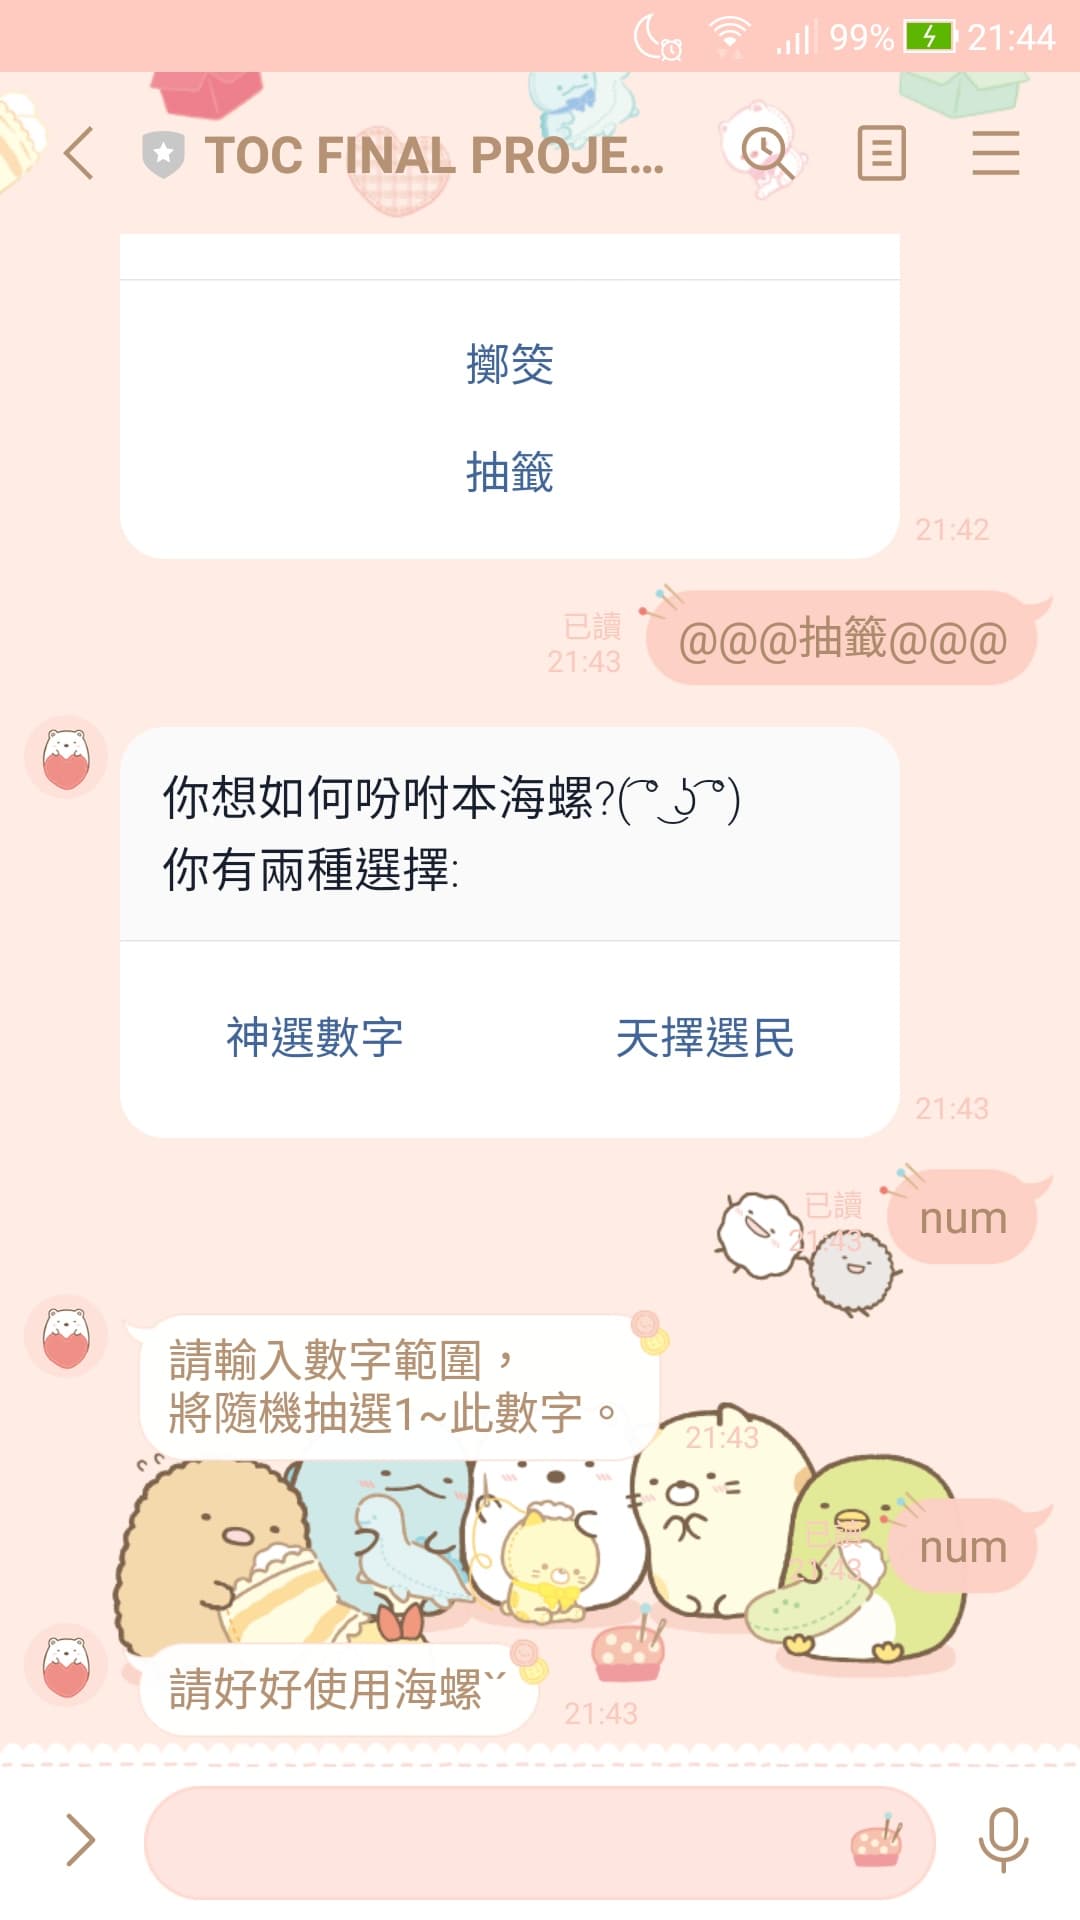 99% 21:44
TOC FINAL PROJE...
擲筊
抽籤
21:42
已讀
21:43
@@@抽籤@@@
你想如何吩咐本海螺?( ͡° ͜ʖ ͡°)
你有兩種選擇:
神選數字 天擇選民
21:43
已讀
21:43
num
請輸入數字範圍，
將隨機抽選1~此數字。
21:43
已讀
21:43
num
請好好使用海螺ˇˇ
21:43